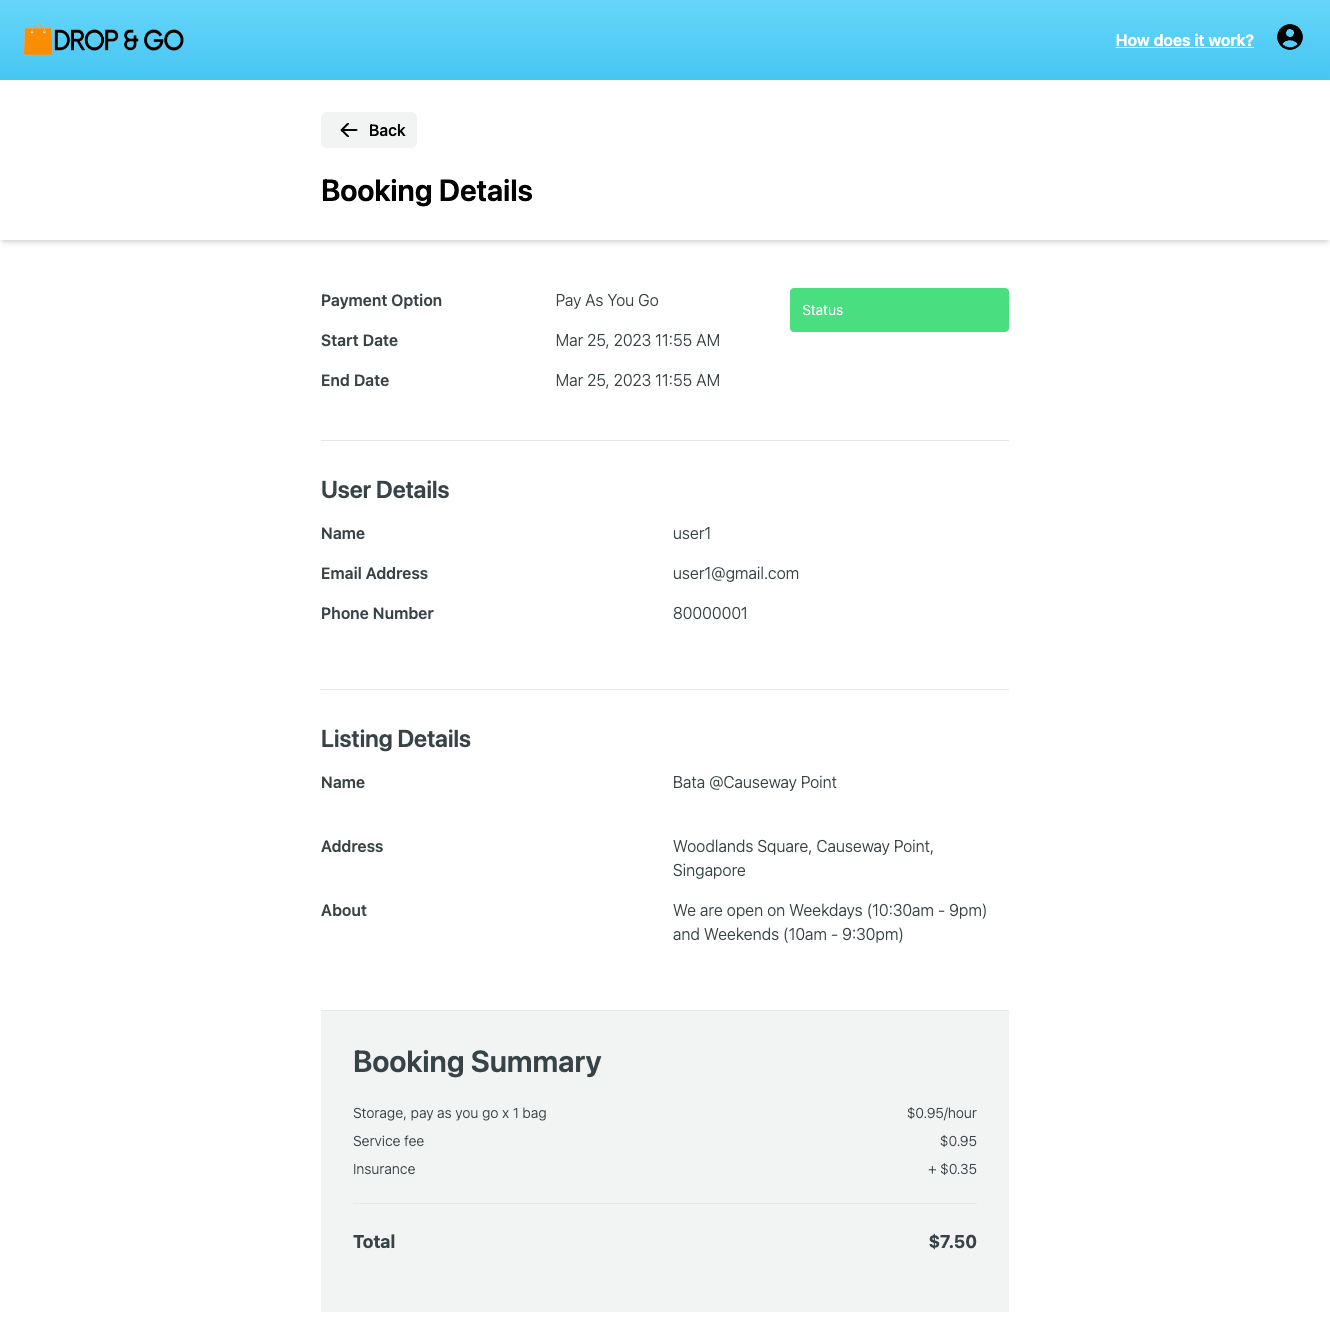 DROP & GO
How does it work?
Back
Booking Details
Payment Option Pay As You Go Status
Start Date Mar 25, 2023 11:55 AM
End Date Mar 25, 2023 11:55 AM
User Details
Name user1
Email Address user1@gmail.com
Phone Number 80000001
Listing Details
Name Bata @Causeway Point
Address Woodlands Square, Causeway Point,
Singapore
About We are open on Weekdays (10:30am - 9pm)
and Weekends (10am - 9:30pm)
Booking Summary
Storage, pay as you go x 1 bag $0.95/hour
Service fee $0.95
Insurance + $0.35
Total $7.50